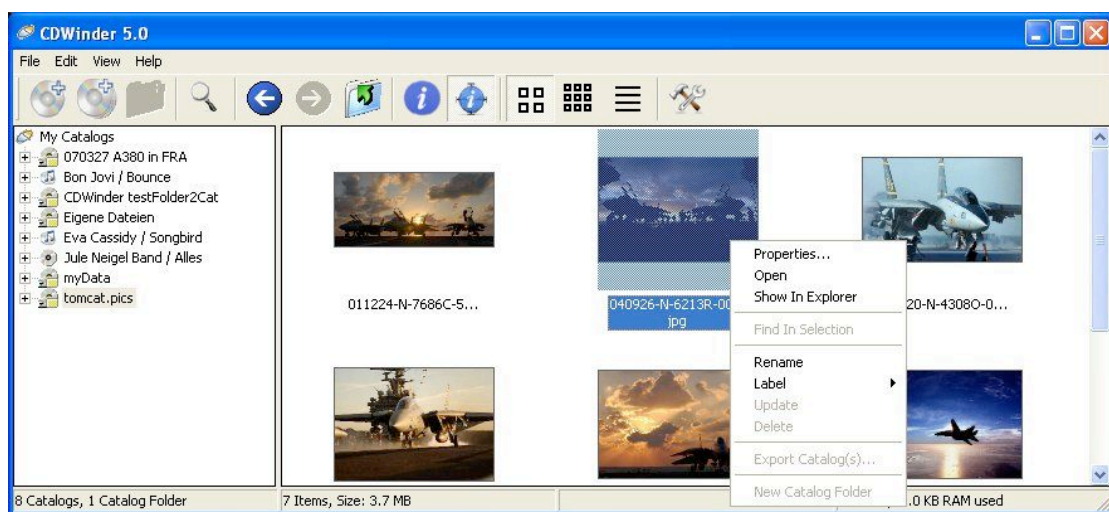 CDWinder 5.0
File Edit View Help
My Catalogs
070327 A380 in FRA
Bon Jovi / Bounce
CDWinder testFolder2Cat
Eigene Dateien
Eva Cassidy / Songbird
Jule Neigel Band / Alles
myData
tomcat.pics
011224-N-7686C-5...
040926-N-6213R-00
jpg
20-N-4308O-0...
Properties...
Open
Show In Explorer
Find In Selection
Rename
Label
Update
Delete
Export Catalog(s)...
New Catalog Folder
8 Catalogs, 1 Catalog Folder
7 Items, Size: 3.7 MB
.0 KB RAM used